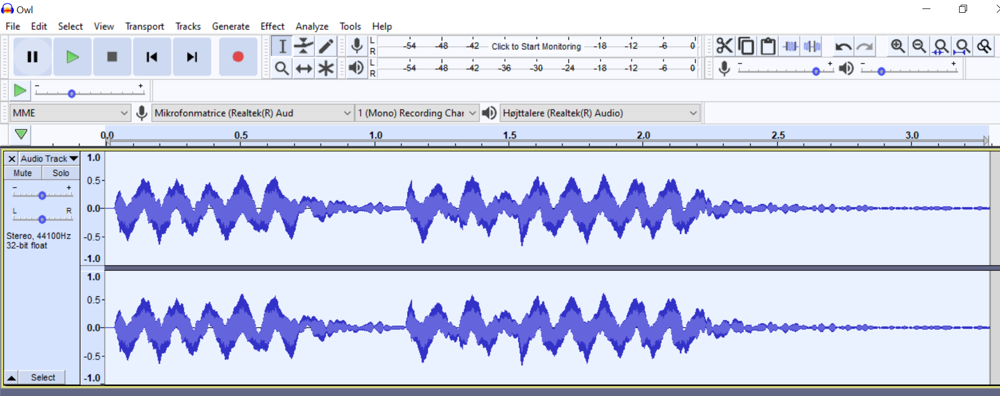 Owl
File Edit Select View Transport Tracks Generate Effect Analyze Tools Help
L R -54 -48 -42 Click to Start Monitoring -18 -12 -6 0
L R -54 -48 -42 -36 -30 -24 -18 -12 -6 0
- + - +
- +
MME Mikrofonmatrice (Realtek(R) Aud 1 (Mono) Recording Char Højttalere (Realtek(R) Audio)
0.0 0.5 1.0 1.5 2.0 2.5 3.0
Audio Track
Mute Solo
- +
L R
Stereo, 44100Hz
32-bit float
Select
1.0
0.5
0.0
-0.5
-1.0
1.0
0.5
0.0
-0.5
-1.0